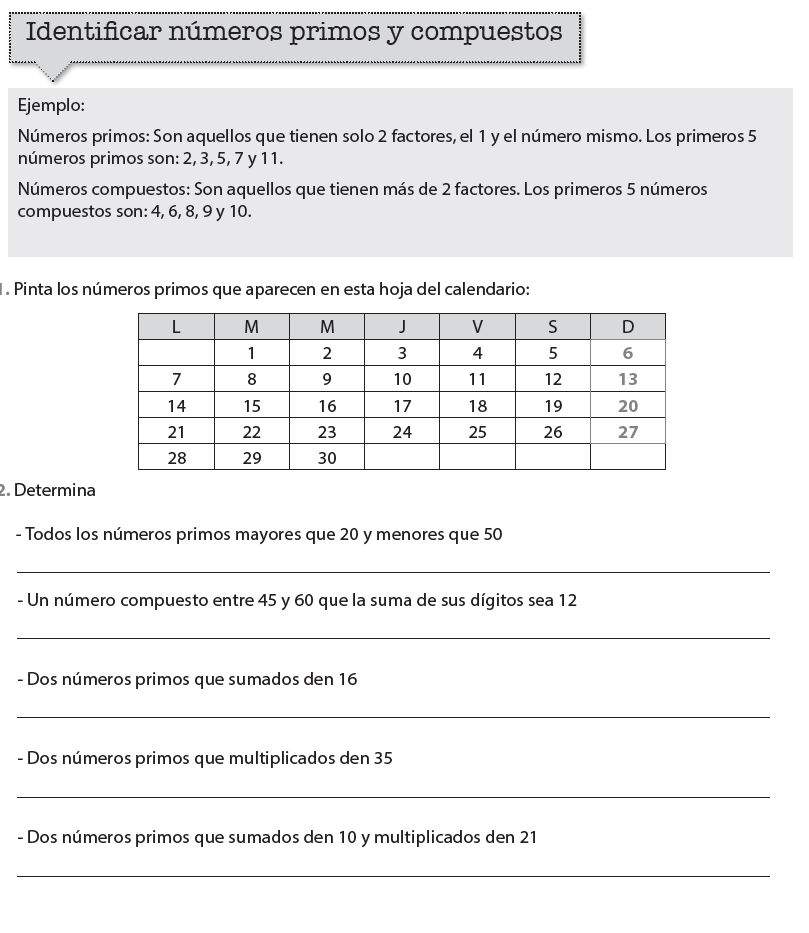 Identificar números primos y compuestos
Ejemplo:
Números primos: Son aquellos que tienen solo 2 factores, el 1 y el número mismo. Los primeros 5
números primos son: 2, 3, 5, 7 y 11.
Números compuestos: Son aquellos que tienen más de 2 factores. Los primeros 5 números
compuestos son: 4, 6, 8, 9 y 10.
1. Pinta los números primos que aparecen en esta hoja del calendario:
L M M J V S D
1 2 3 4 5 6
7 8 9 10 11 12 13
14 15 16 17 18 19 20
21 22 23 24 25 26 27
28 29 30
2. Determina
- Todos los números primos mayores que 20 y menores que 50
- Un número compuesto entre 45 y 60 que la suma de sus dígitos sea 12
- Dos números primos que sumados den 16
- Dos números primos que multiplicados den 35
- Dos números primos que sumados den 10 y multiplicados den 21